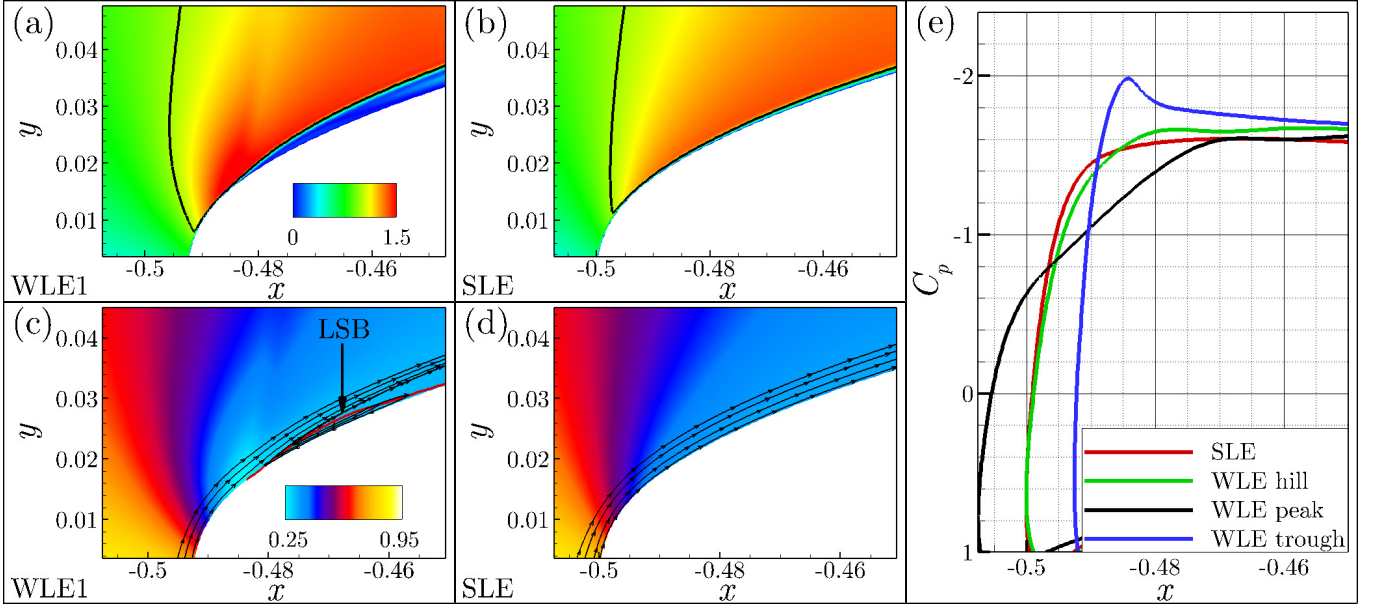 (a)
0.04
0.03
y
0.02
0.01
0
1.5
-0.5
-0.48
-0.46
WLE1
x
(b)
0.04
0.03
y
0.02
0.01
-0.5
-0.48
-0.46
SLE
x
(c)
LSB
0.04
0.03
y
0.02
0.01
0.25
0.95
-0.5
-0.48
-0.46
WLE1
x
(d)
0.04
0.03
y
0.02
0.01
-0.5
-0.48
-0.46
SLE
x
(e)
-2
-1
C_p
0
1
SLE
WLE hill
WLE peak
WLE trough
-0.5
-0.48
-0.46
x